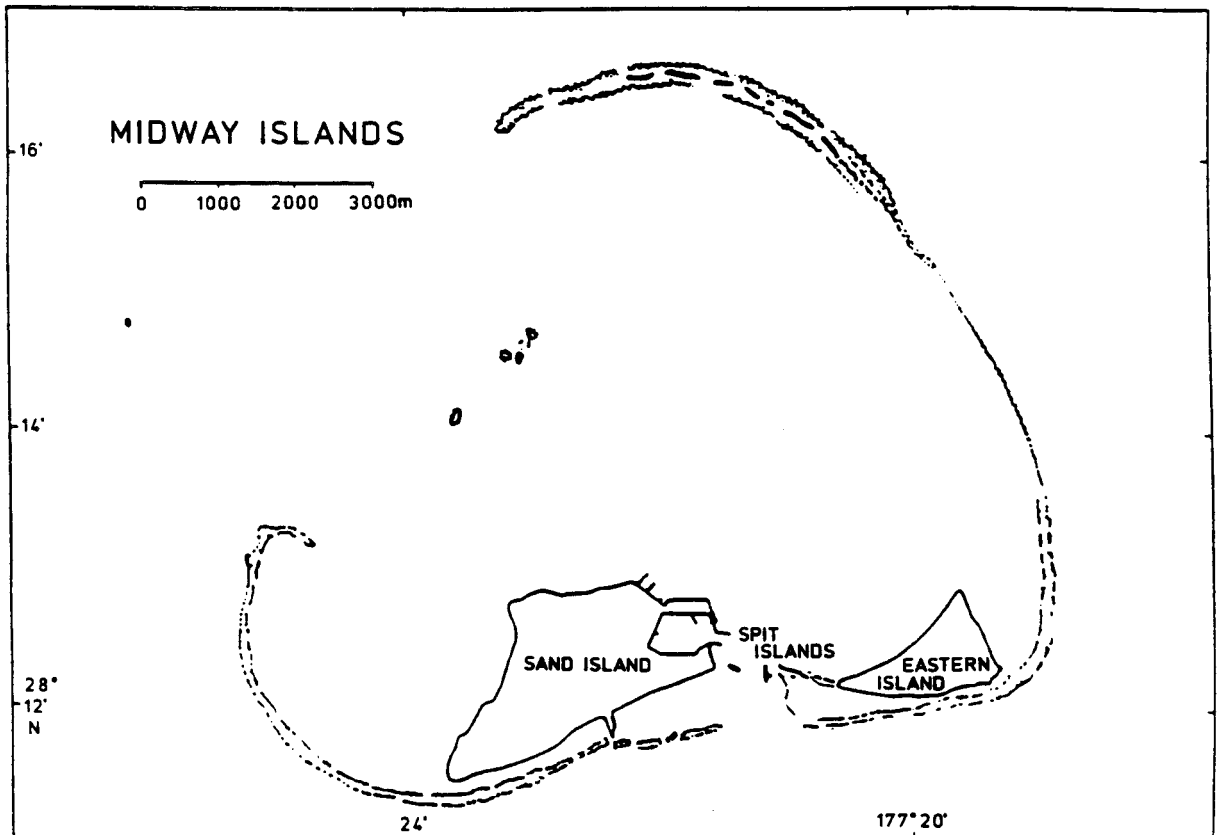 16'
MIDWAY ISLANDS
0 1000 2000 3000m
14'
SPIT
ISLANDS
SAND ISLAND
EASTERN
ISLAND
28°
12'
N
24'
177° 20'